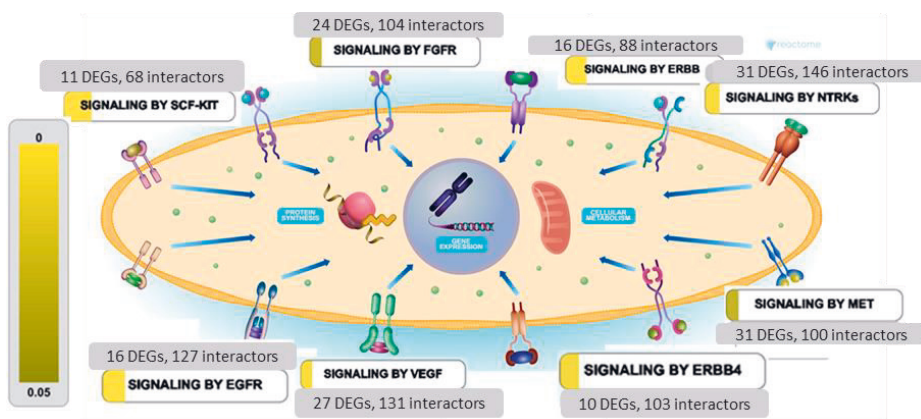 24 DEGs, 104 interactors
SIGNALING BY FGFR
16 DEGs, 88 interactors
SIGNALING BY ERBB
reactome
11 DEGs, 68 interactors
SIGNALING BY SCF-KIT
31 DEGs, 146 interactors
SIGNALING BY NTRKs
0
0.05
PROTEIN
SYNTHESIS
GENE
EXPRESSION
CELLULAR
METABOLISM
SIGNALING BY MET
31 DEGs, 100 interactors
16 DEGs, 127 interactors
SIGNALING BY EGFR
SIGNALING BY VEGF
27 DEGs, 131 interactors
SIGNALING BY ERBB4
10 DEGs, 103 interactors